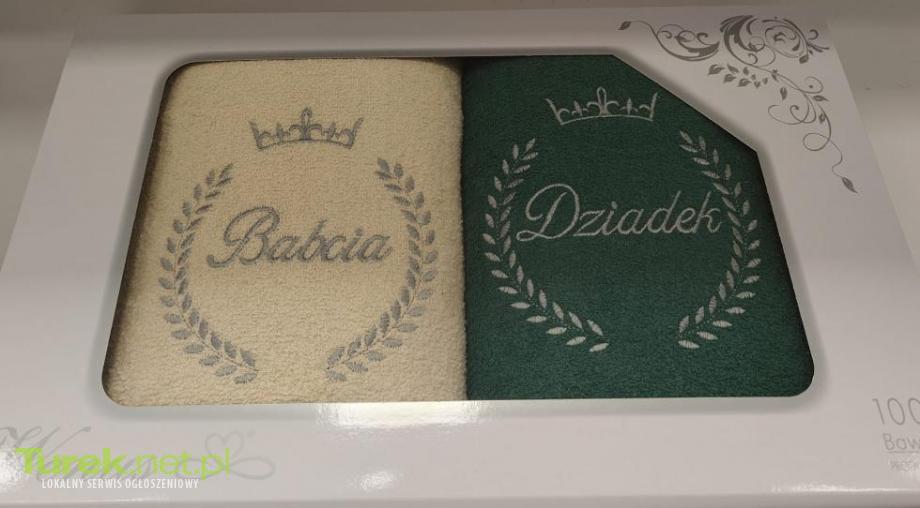 Babcia
Dziadek
100
Baw
Turek.net.pl
LOKALNY SERWIS OGŁOSZENIOWY